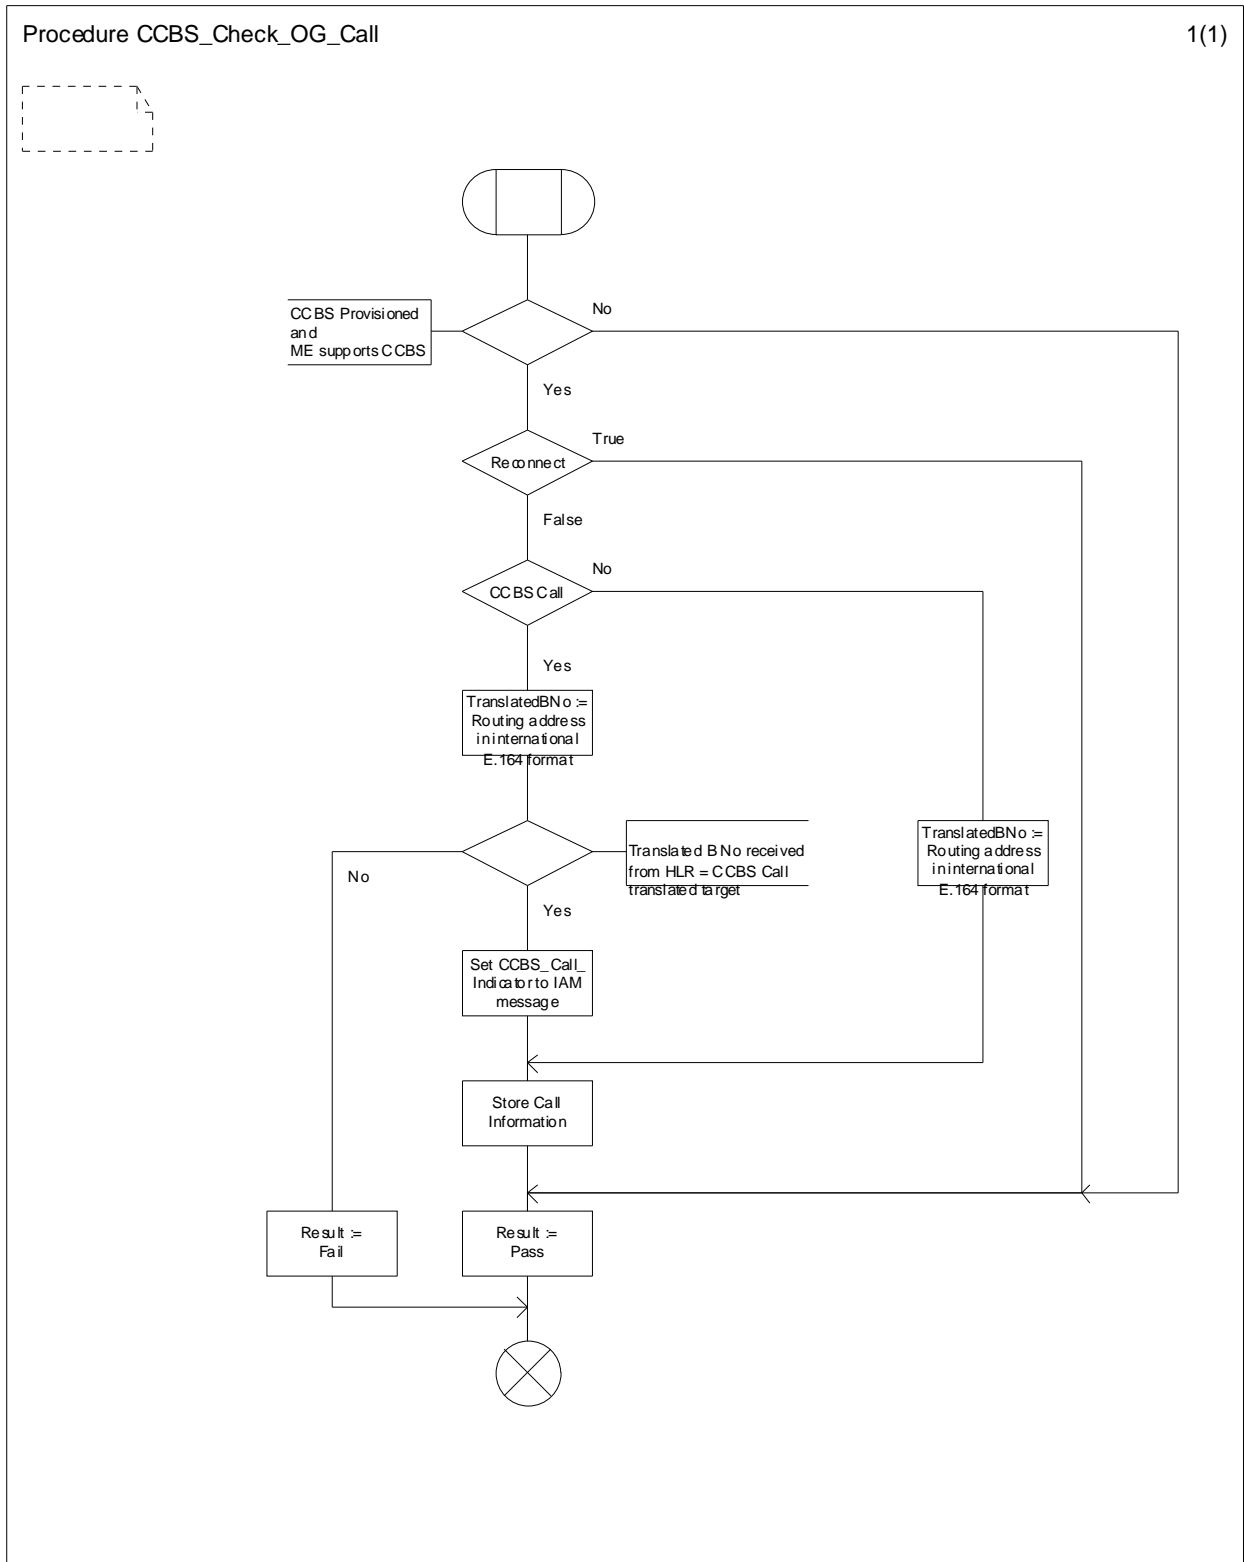 Procedure CCBS_Check_OG_Call
1(1)
CCBS Provisioned
and
ME supports CCBS
No
Yes
Reconnect
True
False
CCBS Call
No
Yes
TranslatedBNo :=
Routing address
in international
E.164 format
No
Translated BNo received
from HLR = CCBS Call
translated target
TranslatedBNo :=
Routing address
in international
E.164 format
Yes
Set CCBS_Call_
Indicator to IAM
message
Store Call
Information
Result :=
Fail
Result :=
Pass